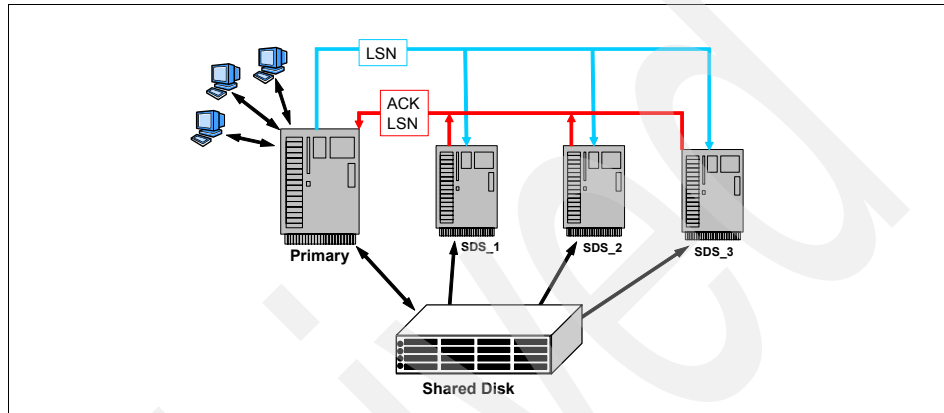 LSN
ACK
LSN
Primary
SDS_1
SDS_2
SDS_3
Shared Disk